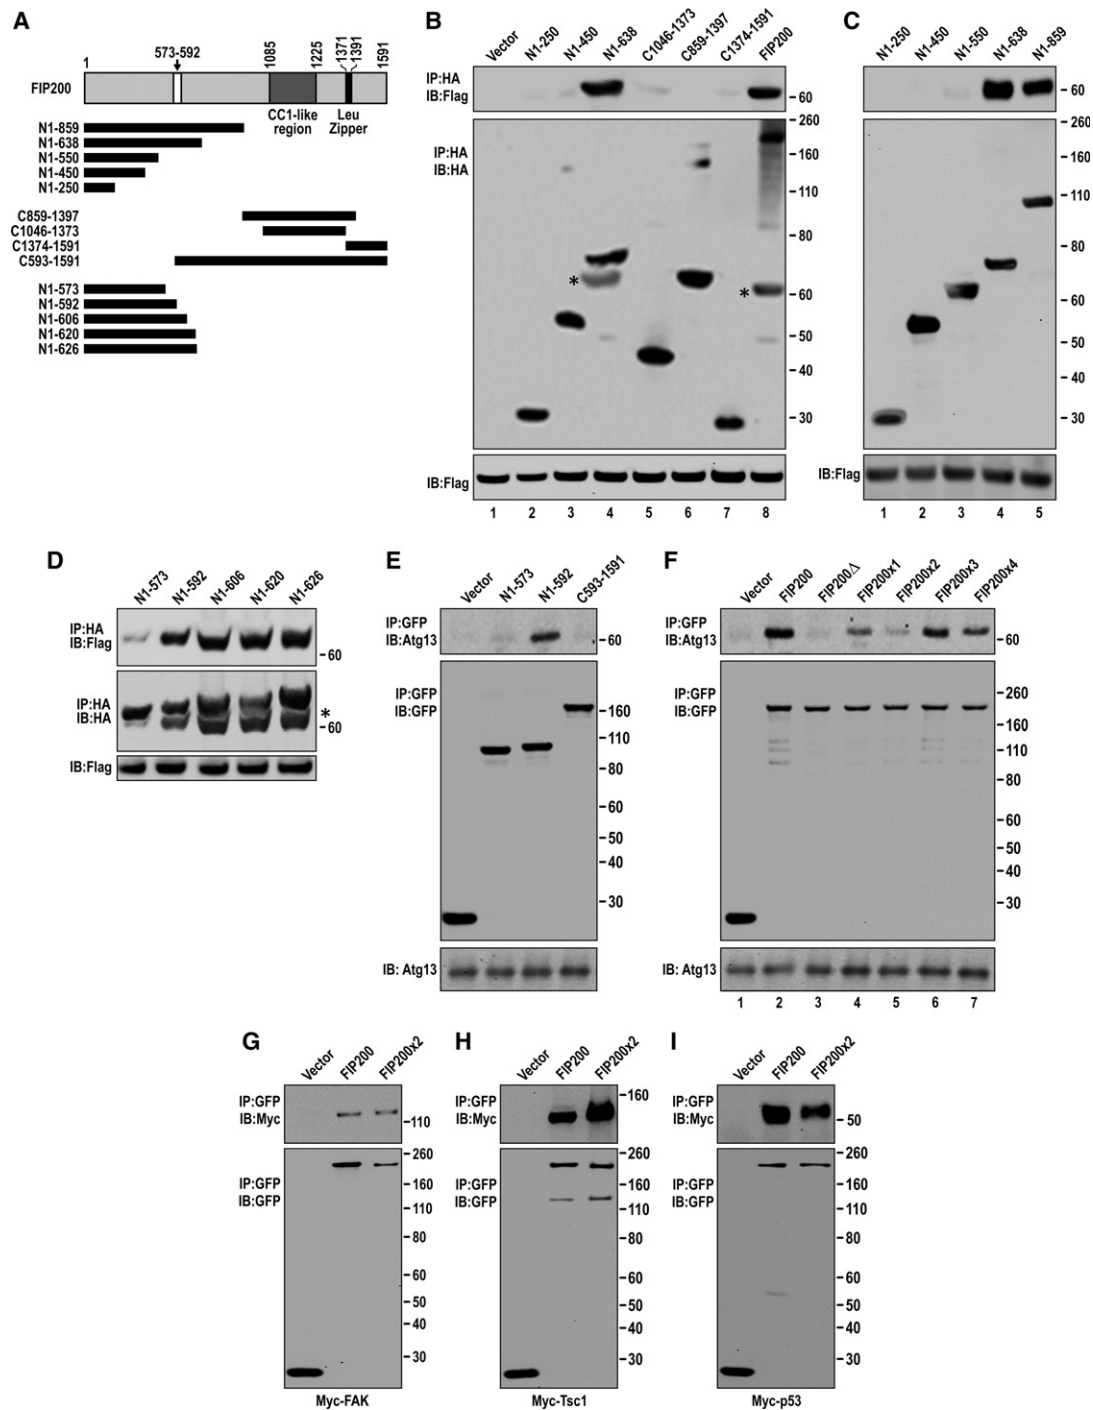 A
1
573-592
1085
1225
1371
1391
1591
FIP200
CC1-like
region
Leu
Zipper
N1-859
N1-638
N1-550
N1-450
N1-250
C859-1397
C1046-1373
C1374-1591
C593-1591
N1-573
N1-592
N1-606
N1-620
N1-626
B
Vector
N1-250
N1-450
N1-638
C1046-1373
C859-1397
C1374-1591
FIP200
IP:HA
IB:Flag
60
IP:HA
IB:HA
260
160
110
80
60
50
40
30
*
*
IB:Flag
1 2 3 4 5 6 7 8
C
N1-250
N1-450
N1-550
N1-638
N1-859
60
260
160
110
80
60
50
40
30
IB:Flag
1 2 3 4 5
D
N1-573
N1-592
N1-606
N1-620
N1-626
IP:HA
IB:Flag
60
IP:HA
IB:HA
*
60
IB:Flag
E
Vector
N1-573
N1-592
C593-1591
IP:GFP
IB:Atg13
60
IP:GFP
IB:GFP
160
110
80
60
50
40
30
IB: Atg13
F
Vector
FIP200
FIP200Δ
FIP200x1
FIP200x2
FIP200x3
FIP200x4
IP:GFP
IB:Atg13
60
IP:GFP
IB:GFP
260
160
110
80
60
50
40
30
IB: Atg13
1 2 3 4 5 6 7
G
Vector
FIP200
FIP200x2
IP:GFP
IB:Myc
110
IP:GFP
IB:GFP
260
160
110
80
60
50
40
30
Myc-FAK
H
Vector
FIP200
FIP200x2
IP:GFP
IB:Myc
160
IP:GFP
IB:GFP
260
160
110
80
60
50
40
30
Myc-Tsc1
I
Vector
FIP200
FIP200x2
IP:GFP
IB:Myc
50
IP:GFP
IB:GFP
260
160
110
80
60
50
40
30
Myc-p53